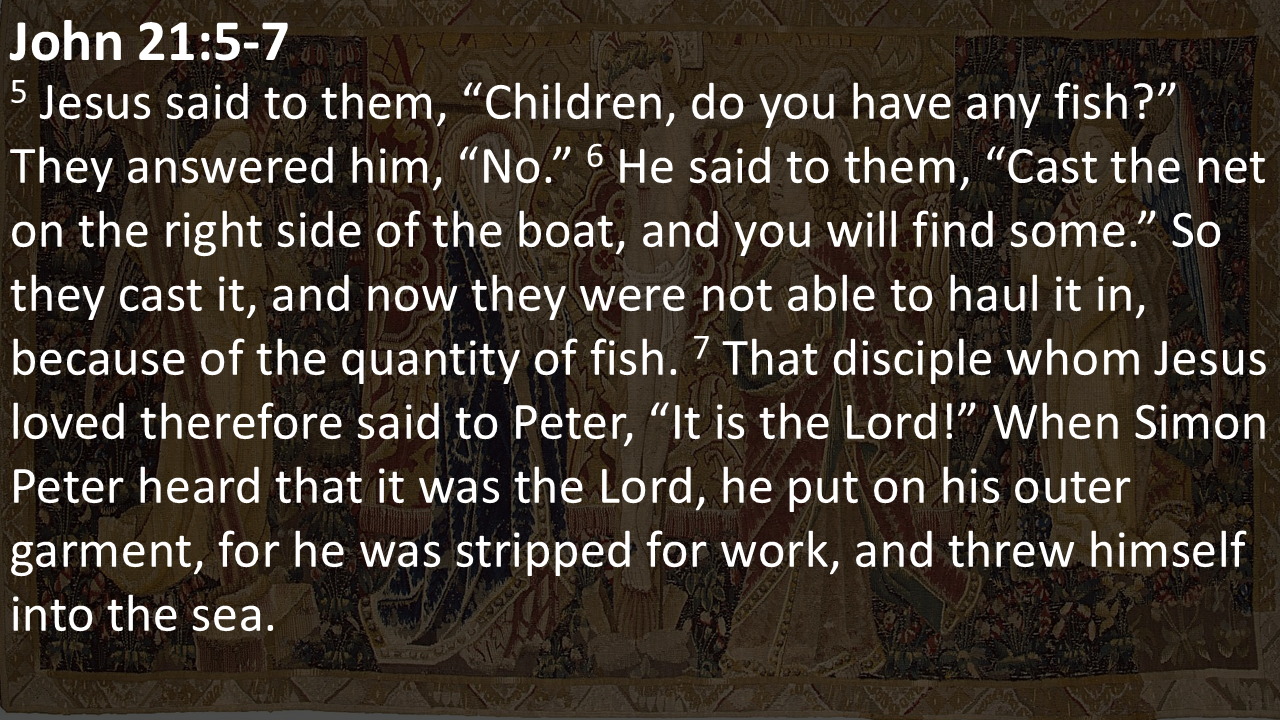 John 21:5-7
5 Jesus said to them, “Children, do you have any fish?”
They answered him, “No.” 6 He said to them, “Cast the net
on the right side of the boat, and you will find some.” So
they cast it, and now they were not able to haul it in,
because of the quantity of fish. 7 That disciple whom Jesus
loved therefore said to Peter, “It is the Lord!” When Simon
Peter heard that it was the Lord, he put on his outer
garment, for he was stripped for work, and threw himself
into the sea.